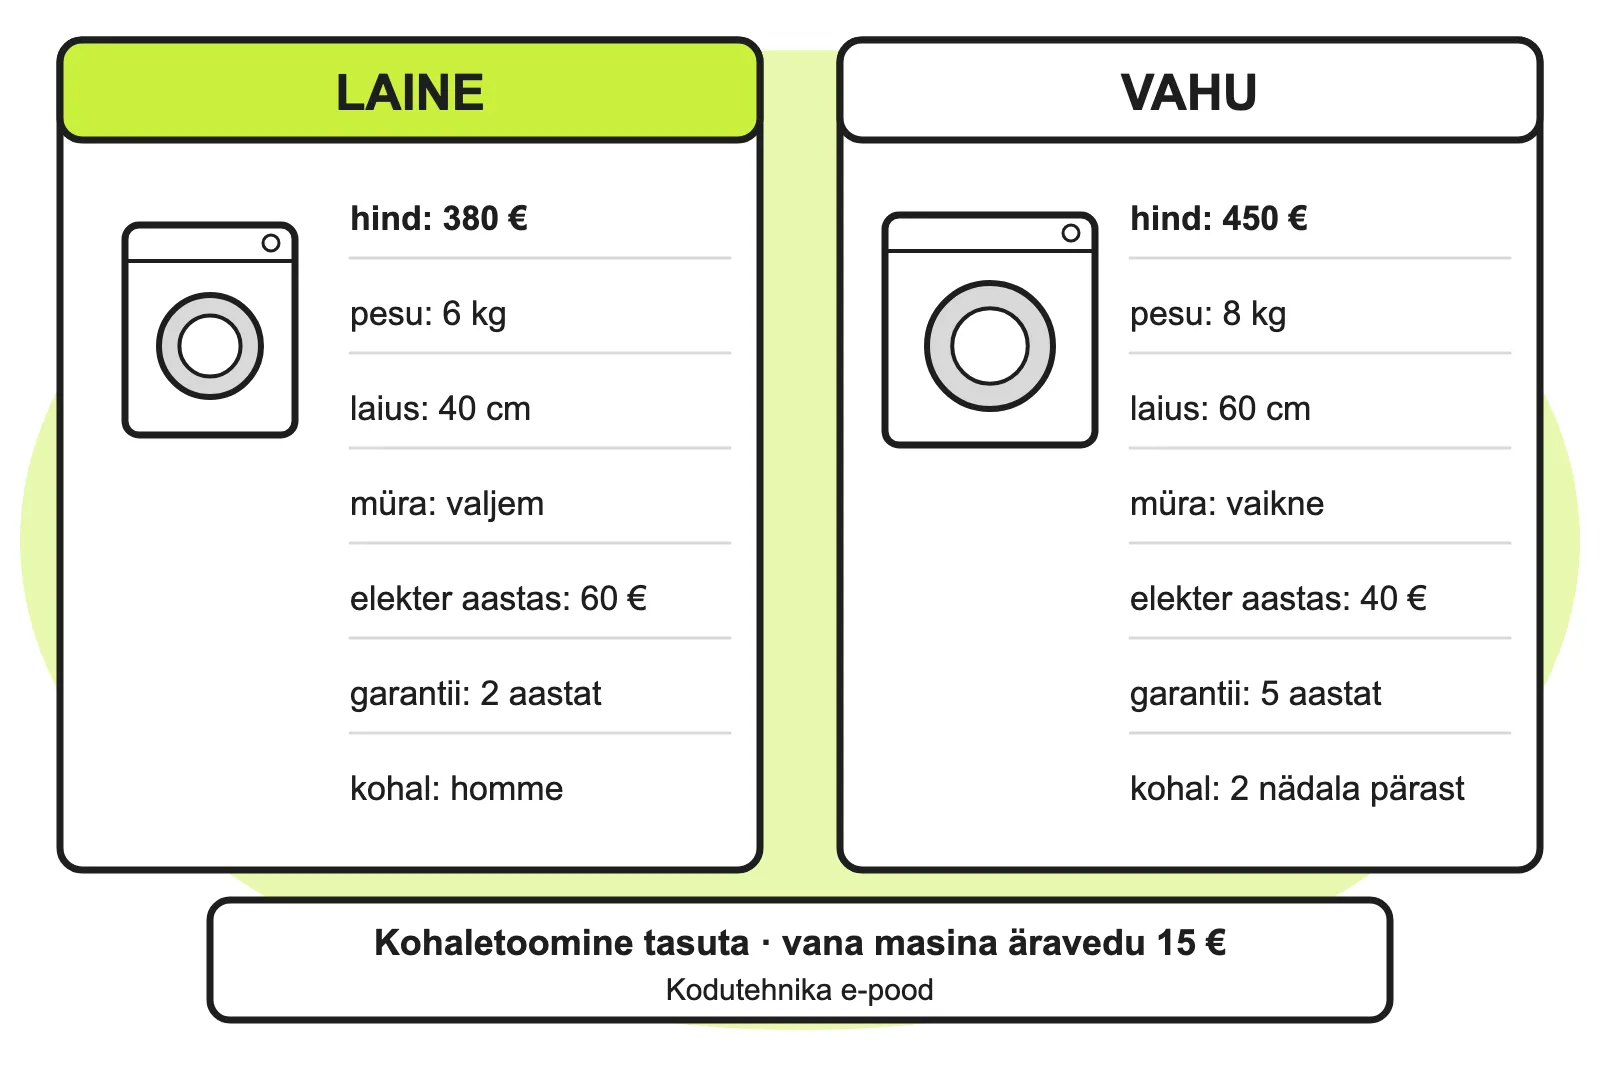 LAINE
hind: 380 €
pesu: 6 kg
laius: 40 cm
müra: valjem
elekter aastas: 60 €
garantii: 2 aastat
kohal: homme
VAHU
hind: 450 €
pesu: 8 kg
laius: 60 cm
müra: vaikne
elekter aastas: 40 €
garantii: 5 aastat
kohal: 2 nädala pärast
Kohaletoomine tasuta · vana masina äravedu 15 €
Kodutehnika e-pood